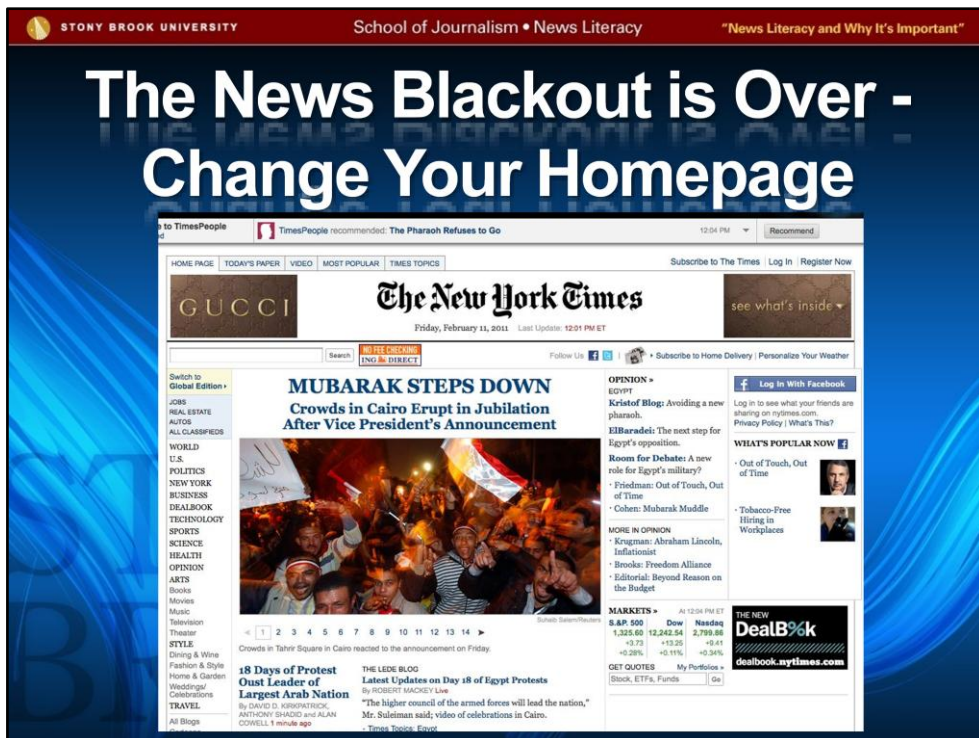 STONY BROOK UNIVERSITY
School of Journalism • News Literacy
"News Literacy and Why It's Important"
The News Blackout is Over -
Change Your Homepage
to TimesPeople
TimesPeople recommended: The Pharaoh Refuses to Go
12:04 PM
Recommend
HOME PAGE
TODAY'S PAPER
VIDEO
MOST POPULAR
TIMES TOPICS
Subscribe to The Times
Log In
Register Now
GUCCI
The New York Times
see what's inside
Friday, February 11, 2011 Last Update: 12:01 PM ET
Search
NO FEE CHECKING
ING DIRECT
Follow Us
Subscribe to Home Delivery | Personalize Your Weather
Switch to
Global Edition
JOBS
REAL ESTATE
AUTOS
ALL CLASSIFIEDS
WORLD
U.S.
POLITICS
NEW YORK
BUSINESS
DEALBOOK
TECHNOLOGY
SPORTS
SCIENCE
HEALTH
OPINION
ARTS
Books
Movies
Music
Television
Theater
STYLE
Dining & Wine
Fashion & Style
Home & Garden
Weddings/
Celebrations
TRAVEL
All Blogs
MUBARAK STEPS DOWN
Crowds in Cairo Erupt in Jubilation
After Vice President's Announcement
Suhaib Salem/Reuters
1 2 3 4 5 6 7 8 9 10 11 12 13 14
Crowds in Tahrir Square in Cairo reacted to the announcement on Friday.
18 Days of Protest
Oust Leader of
Largest Arab Nation
By DAVID D. KIRKPATRICK,
ANTHONY SHADID and ALAN
COWELL 1 minute ago
THE LEDE BLOG
Latest Updates on Day 18 of Egypt Protests
By ROBERT MACKEY Live
"The higher council of the armed forces will lead the nation,"
Mr. Suleiman said; video of celebrations in Cairo.
· Times Topics: Egypt
OPINION »
EGYPT
Kristof Blog: Avoiding a new
pharaoh.
ElBaradei: The next step for
Egypt's opposition.
Room for Debate: A new
role for Egypt's military?
· Friedman: Out of Touch, Out
of Time
· Cohen: Mubarak Muddle
MORE IN OPINION
· Krugman: Abraham Lincoln,
Inflationist
· Brooks: Freedom Alliance
· Editorial: Beyond Reason on
the Budget
MARKETS »
At 12:04 PM ET
S.&P. 500 Dow Nasdaq
1,325.60 12,242.54 2,799.86
+3.73 +13.25 +9.41
+0.28% +0.11% +0.34%
GET QUOTES
My Portfolios »
Stock, ETFs, Funds
Go
Log In With Facebook
Log in to see what your friends are
sharing on nytimes.com.
Privacy Policy | What's This?
WHAT'S POPULAR NOW
· Out of Touch, Out
of Time
· Tobacco-Free
Hiring in
Workplaces
THE NEW
DealB%k
dealbook.nytimes.com